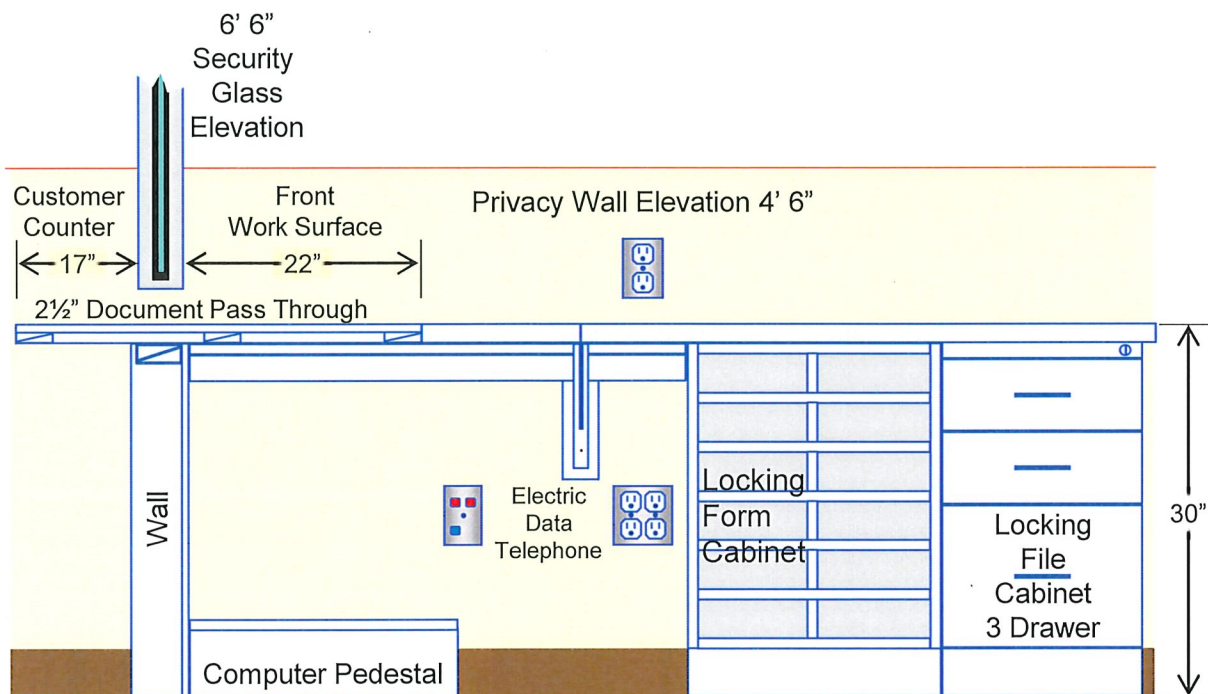 6’ 6”
Security
Glass
Elevation
Customer
Counter
Front
Work Surface
Privacy Wall Elevation 4’ 6”
17”
22”
2½” Document Pass Through
Wall
Electric
Data
Telephone
Locking
Form
Cabinet
Locking
File
Cabinet
3 Drawer
30”
Computer Pedestal